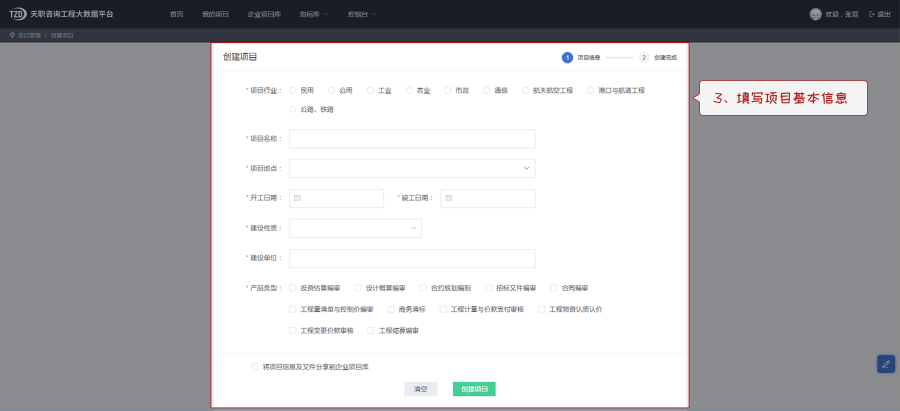 TZD 天职咨询工程大数据平台 首页 我的项目 企业项目库 指标库 控制台 欢迎，张琨 退出
项目管理 / 创建项目
创建项目 1 项目信息 2 创建完成
* 项目行业： 民用 公用 工业 农业 市政 通信 航天航空工程 港口与航道工程
公路、铁路
3、填写项目基本信息
* 项目名称：
* 项目地点：
* 开工日期： * 竣工日期：
* 建设性质：
* 建设单位：
* 产品类型： 投资估算编审 设计概算编审 合约规划编制 招标文件编审 合同编审
工程量清单与控制价编审 商务清标 工程计量与价款支付审核 工程物资认质认价
工程变更价款审核 工程结算编审
将项目信息及文件分享到企业项目库
清空 创建项目